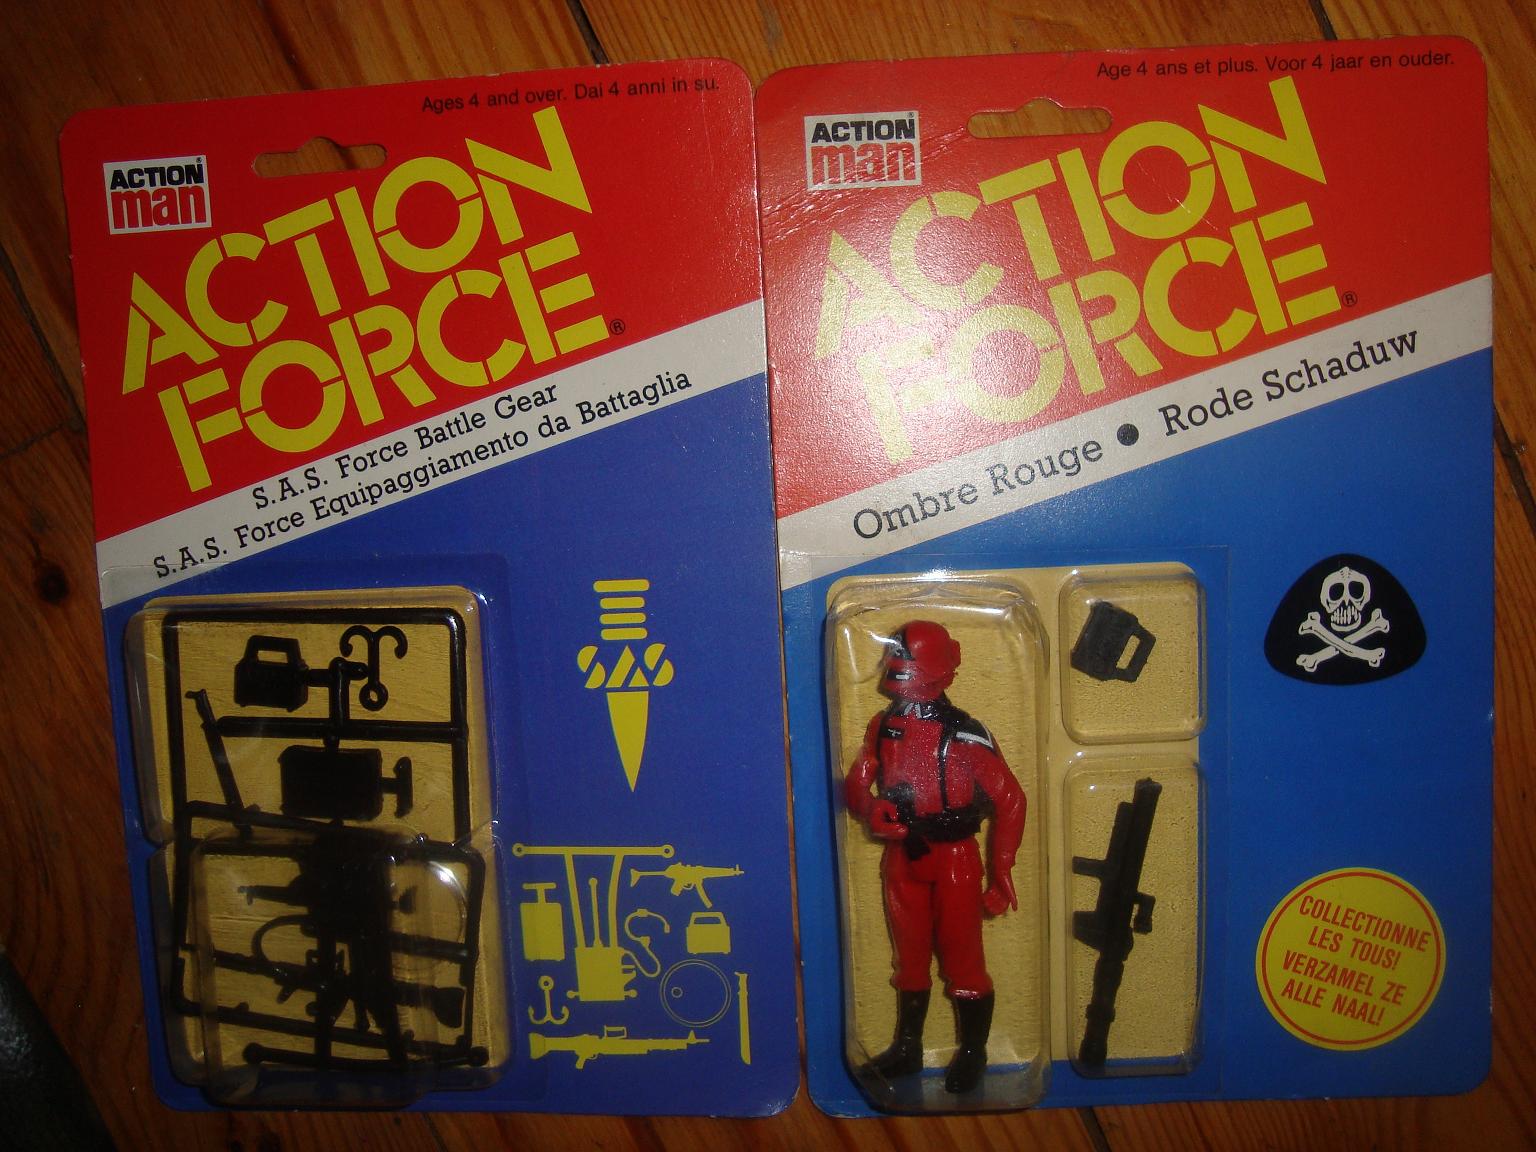 Ages 4 and over. Dai 4 anni in su.
ACTION
man
ACTION
FORCE
S.A.S. Force Battle Gear
S.A.S. Force Equipaggiamento da Battaglia
SAS
Age 4 ans et plus. Voor 4 jaar en ouder.
ACTION
man
ACTION
FORCE
Ombre Rouge ● Rode Schaduw
COLLECTIONNE
LES TOUS!
VERZAMEL ZE
ALLE NAAL!